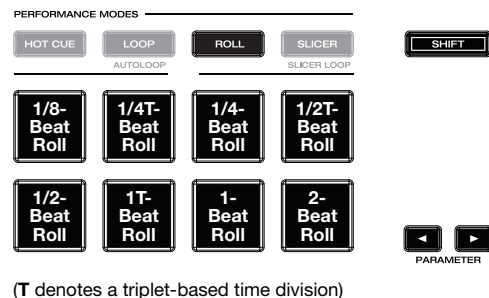 PERFORMANCE MODES
HOT CUE LOOP ROLL SLICER SHIFT
AUTOLOOP SLICER LOOP
1/8-
Beat
Roll
1/4T-
Beat
Roll
1/4-
Beat
Roll
1/2T-
Beat
Roll
1/2-
Beat
Roll
1T-
Beat
Roll
1-
Beat
Roll
2-
Beat
Roll
PARAMETER
(T denotes a triplet-based time division)